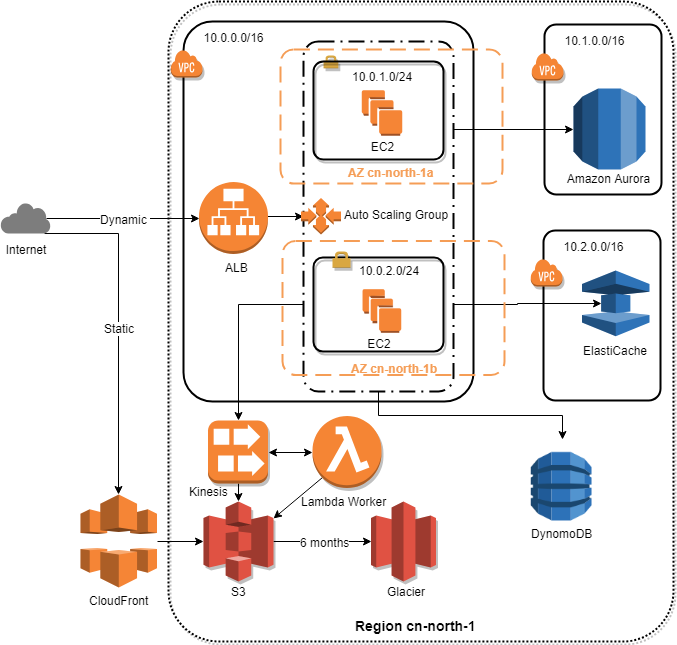 10.0.0.0/16
VPC
10.0.1.0/24
EC2
AZ cn-north-1a
10.1.0.0/16
VPC
Amazon Aurora
Internet
Dynamic
ALB
Auto Scaling Group
10.0.2.0/24
EC2
AZ cn-north-1b
10.2.0.0/16
VPC
ElastiCache
Static
Kinesis
Lambda Worker
DynomoDB
CloudFront
S3
6 months
Glacier
Region cn-north-1